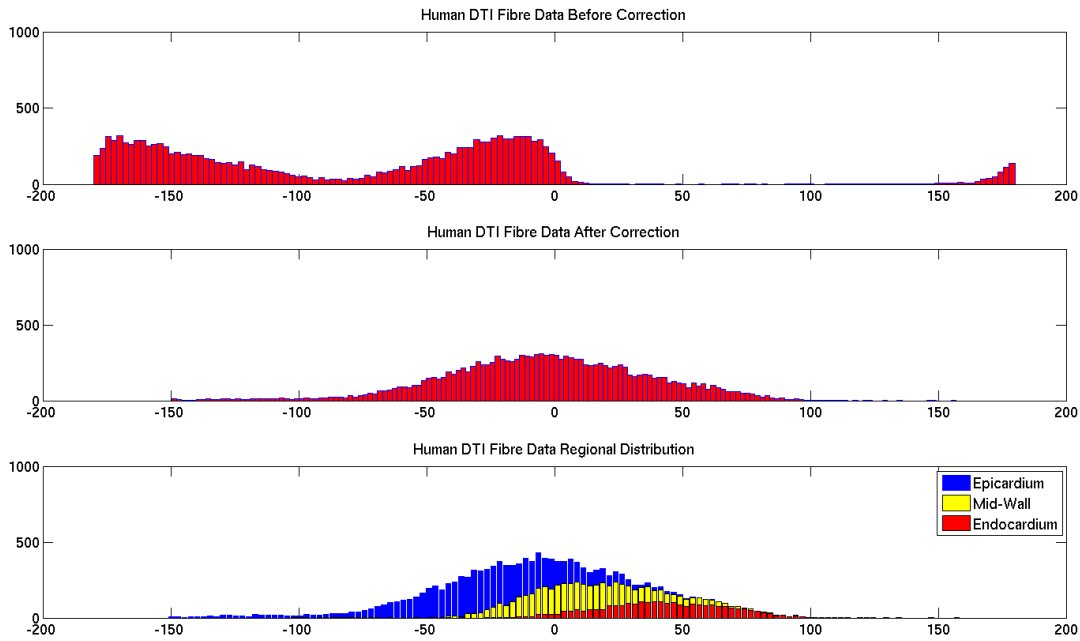 Human DTI Fibre Data Before Correction
1000
500
0
-200 -150 -100 -50 0 50 100 150 200
Human DTI Fibre Data After Correction
1000
500
0
-200 -150 -100 -50 0 50 100 150 200
Human DTI Fibre Data Regional Distribution
1000
Epicardium
Mid-Wall
Endocardium
500
0
-200 -150 -100 -50 0 50 100 150 200